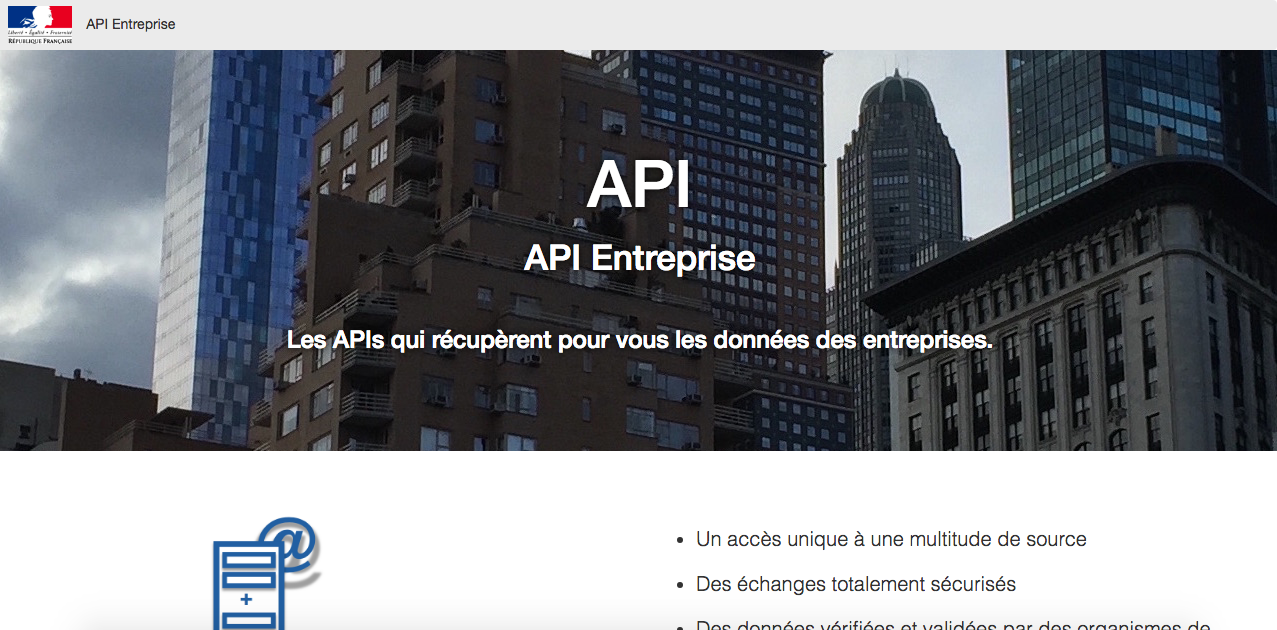 Liberté • Égalité • Fraternité
RÉPUBLIQUE FRANÇAISE
API Entreprise
API
API Entreprise
Les APIs qui récupèrent pour vous les données des entreprises.
@
+
• Un accès unique à une multitude de source
• Des échanges totalement sécurisés
• Des données vérifiées et validées par des organismes de